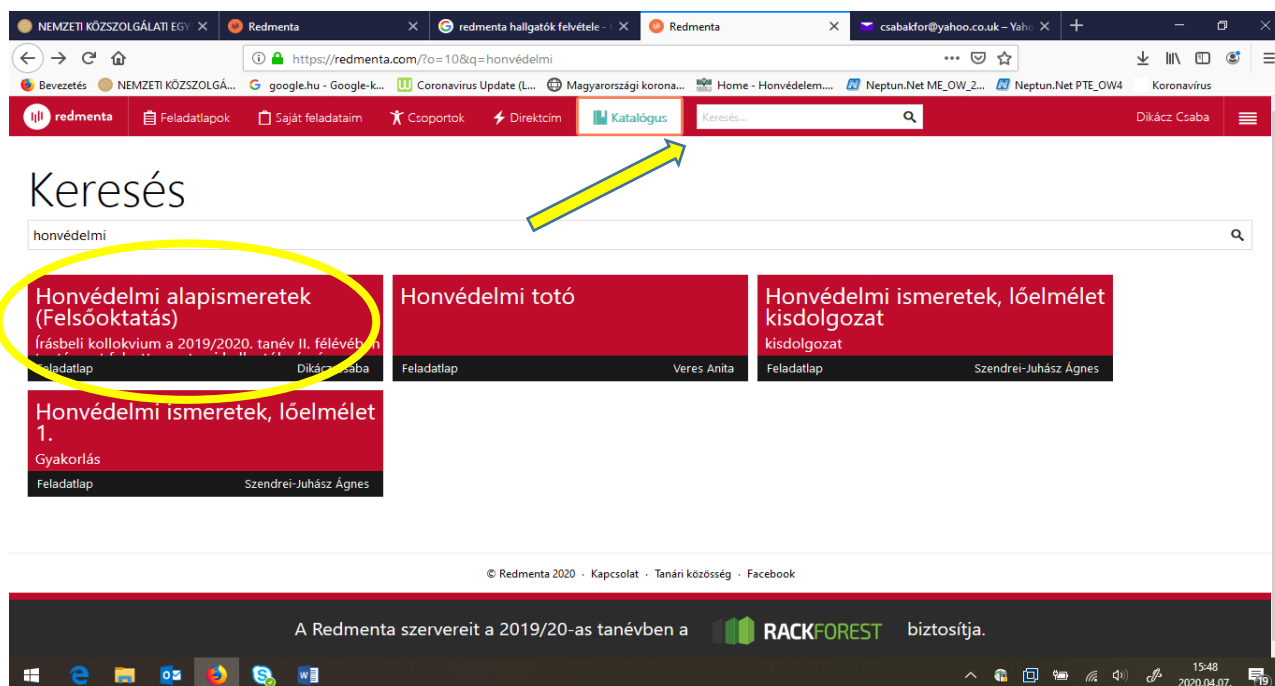 NEMZETI KÖZSZOLGÁLATI EGY
Redmenta
redmenta hallgatók felvétele -
Redmenta
csabakfor@yahoo.co.uk – Yaho
https://redmenta.com/?o=10&q=honvédelmi
Bevezetés NEMZETI KÖZSZOLGÁ... google.hu - Google-k... Coronavirus Update (L... Magyarországi korona... Home - Honvédelem.... Neptun.Net ME_OW_2... Neptun.Net PTE_OW4 Koronavírus
redmenta Feladatlapok Saját feladataim Csoportok Direktcím Katalógus Keresés... Dikácz Csaba
Keresés
honvédelmi
Honvédelmi alapismeretek
(Felsőoktatás)
Írásbeli kollokvium a 2019/2020. tanév II. félévében
Feladatlap Dikácz Csaba
Honvédelmi totó
Feladatlap Veres Anita
Honvédelmi ismeretek, lőelmélet
kisdolgozat
kisdolgozat
Feladatlap Szendrei-Juhász Ágnes
Honvédelmi ismeretek, lőelmélet
1.
Gyakorlás
Feladatlap Szendrei-Juhász Ágnes
© Redmenta 2020 · Kapcsolat · Tanári közösség · Facebook
A Redmenta szervereit a 2019/20-as tanévben a RACKFOREST biztosítja.
15:48
2020.04.07.
19